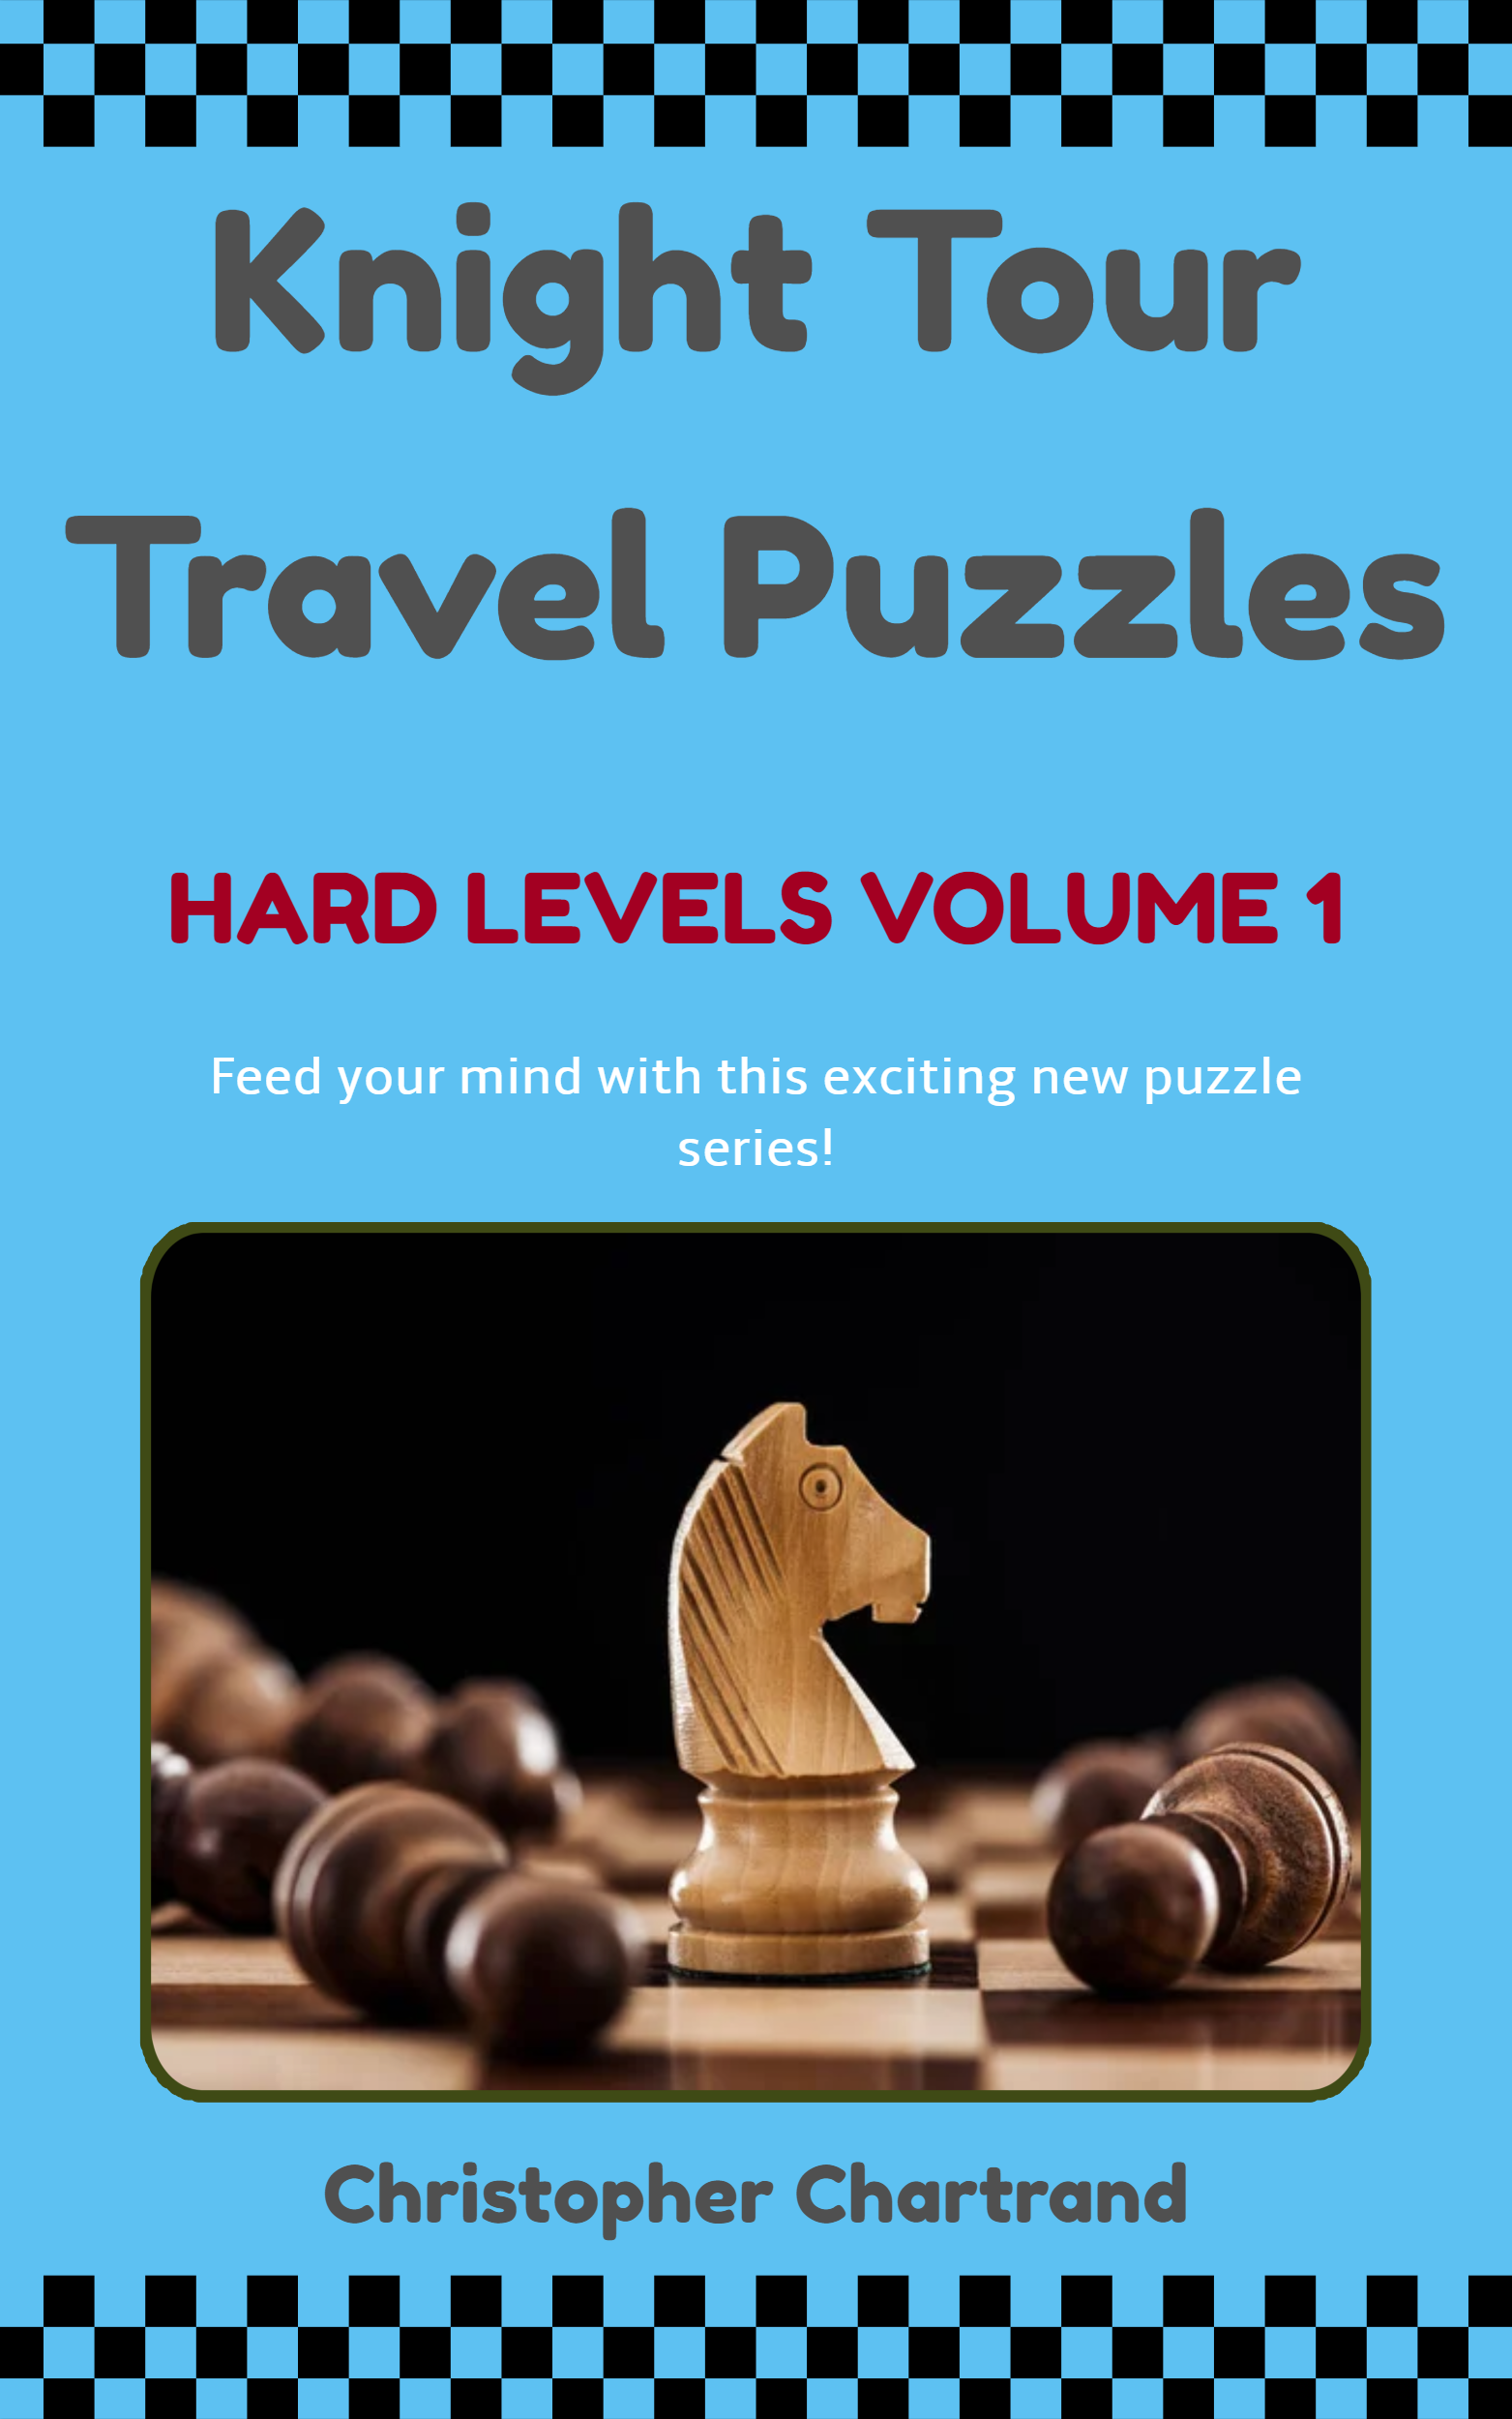 Knight Tour
Travel Puzzles
HARD LEVELS VOLUME 1
Feed your mind with this exciting new puzzle
series!
Christopher Chartrand